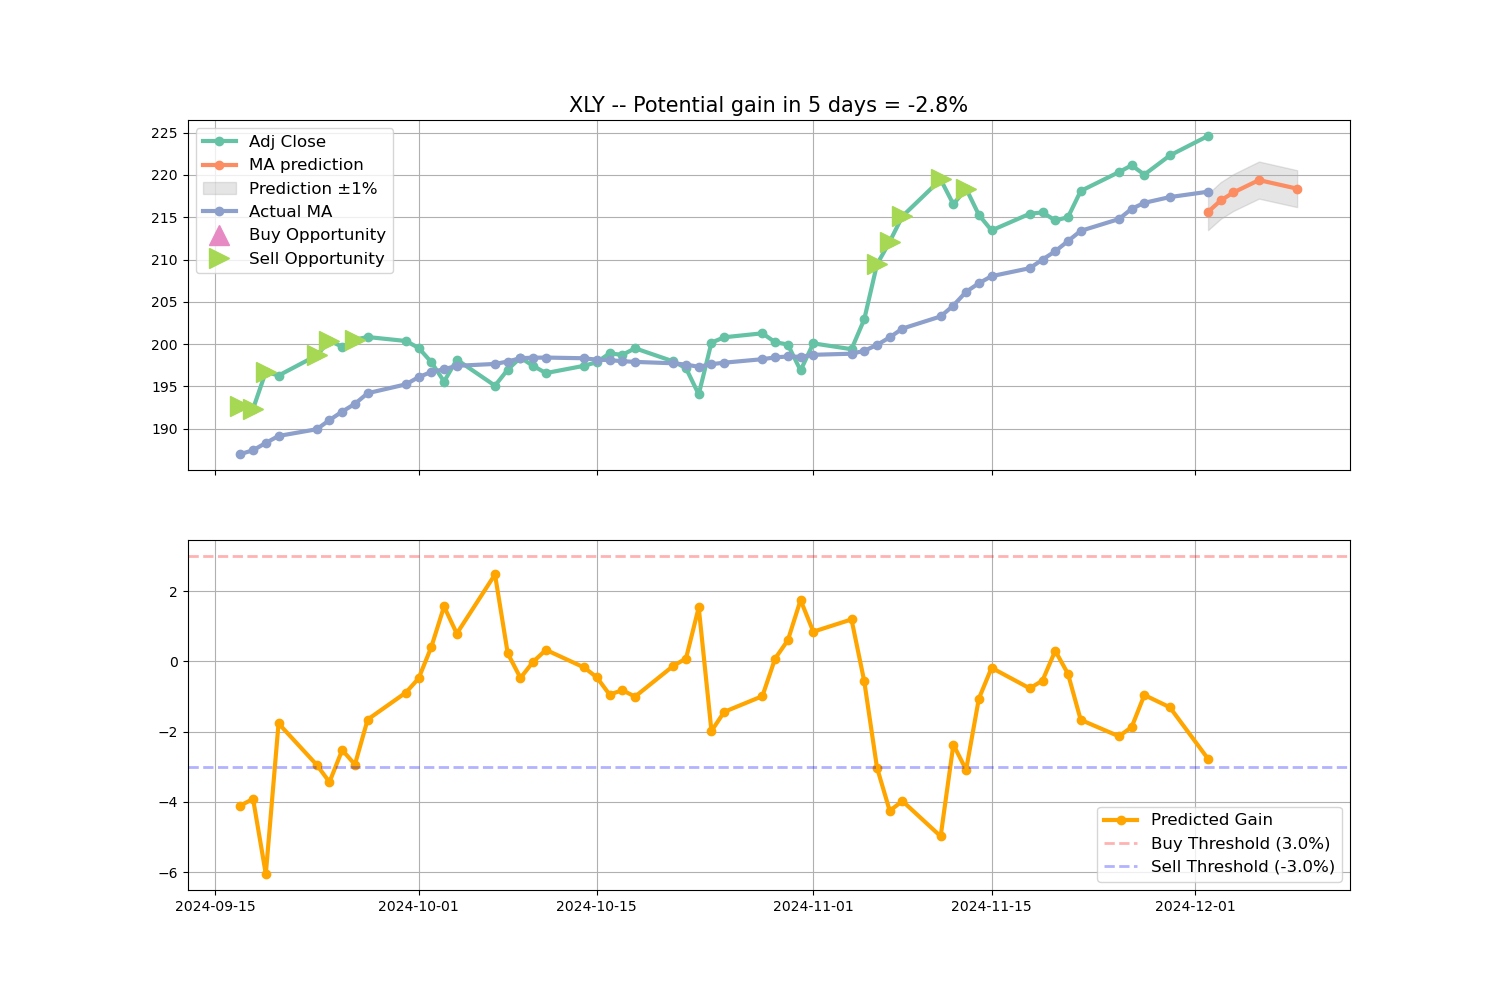 XLY -- Potential gain in 5 days = -2.8%
225
220
215
210
205
200
195
190
Adj Close
MA prediction
Prediction ±1%
Actual MA
Buy Opportunity
Sell Opportunity
2
0
−2
−4
−6
Predicted Gain
Buy Threshold (3.0%)
Sell Threshold (-3.0%)
2024-09-15
2024-10-01
2024-10-15
2024-11-01
2024-11-15
2024-12-01